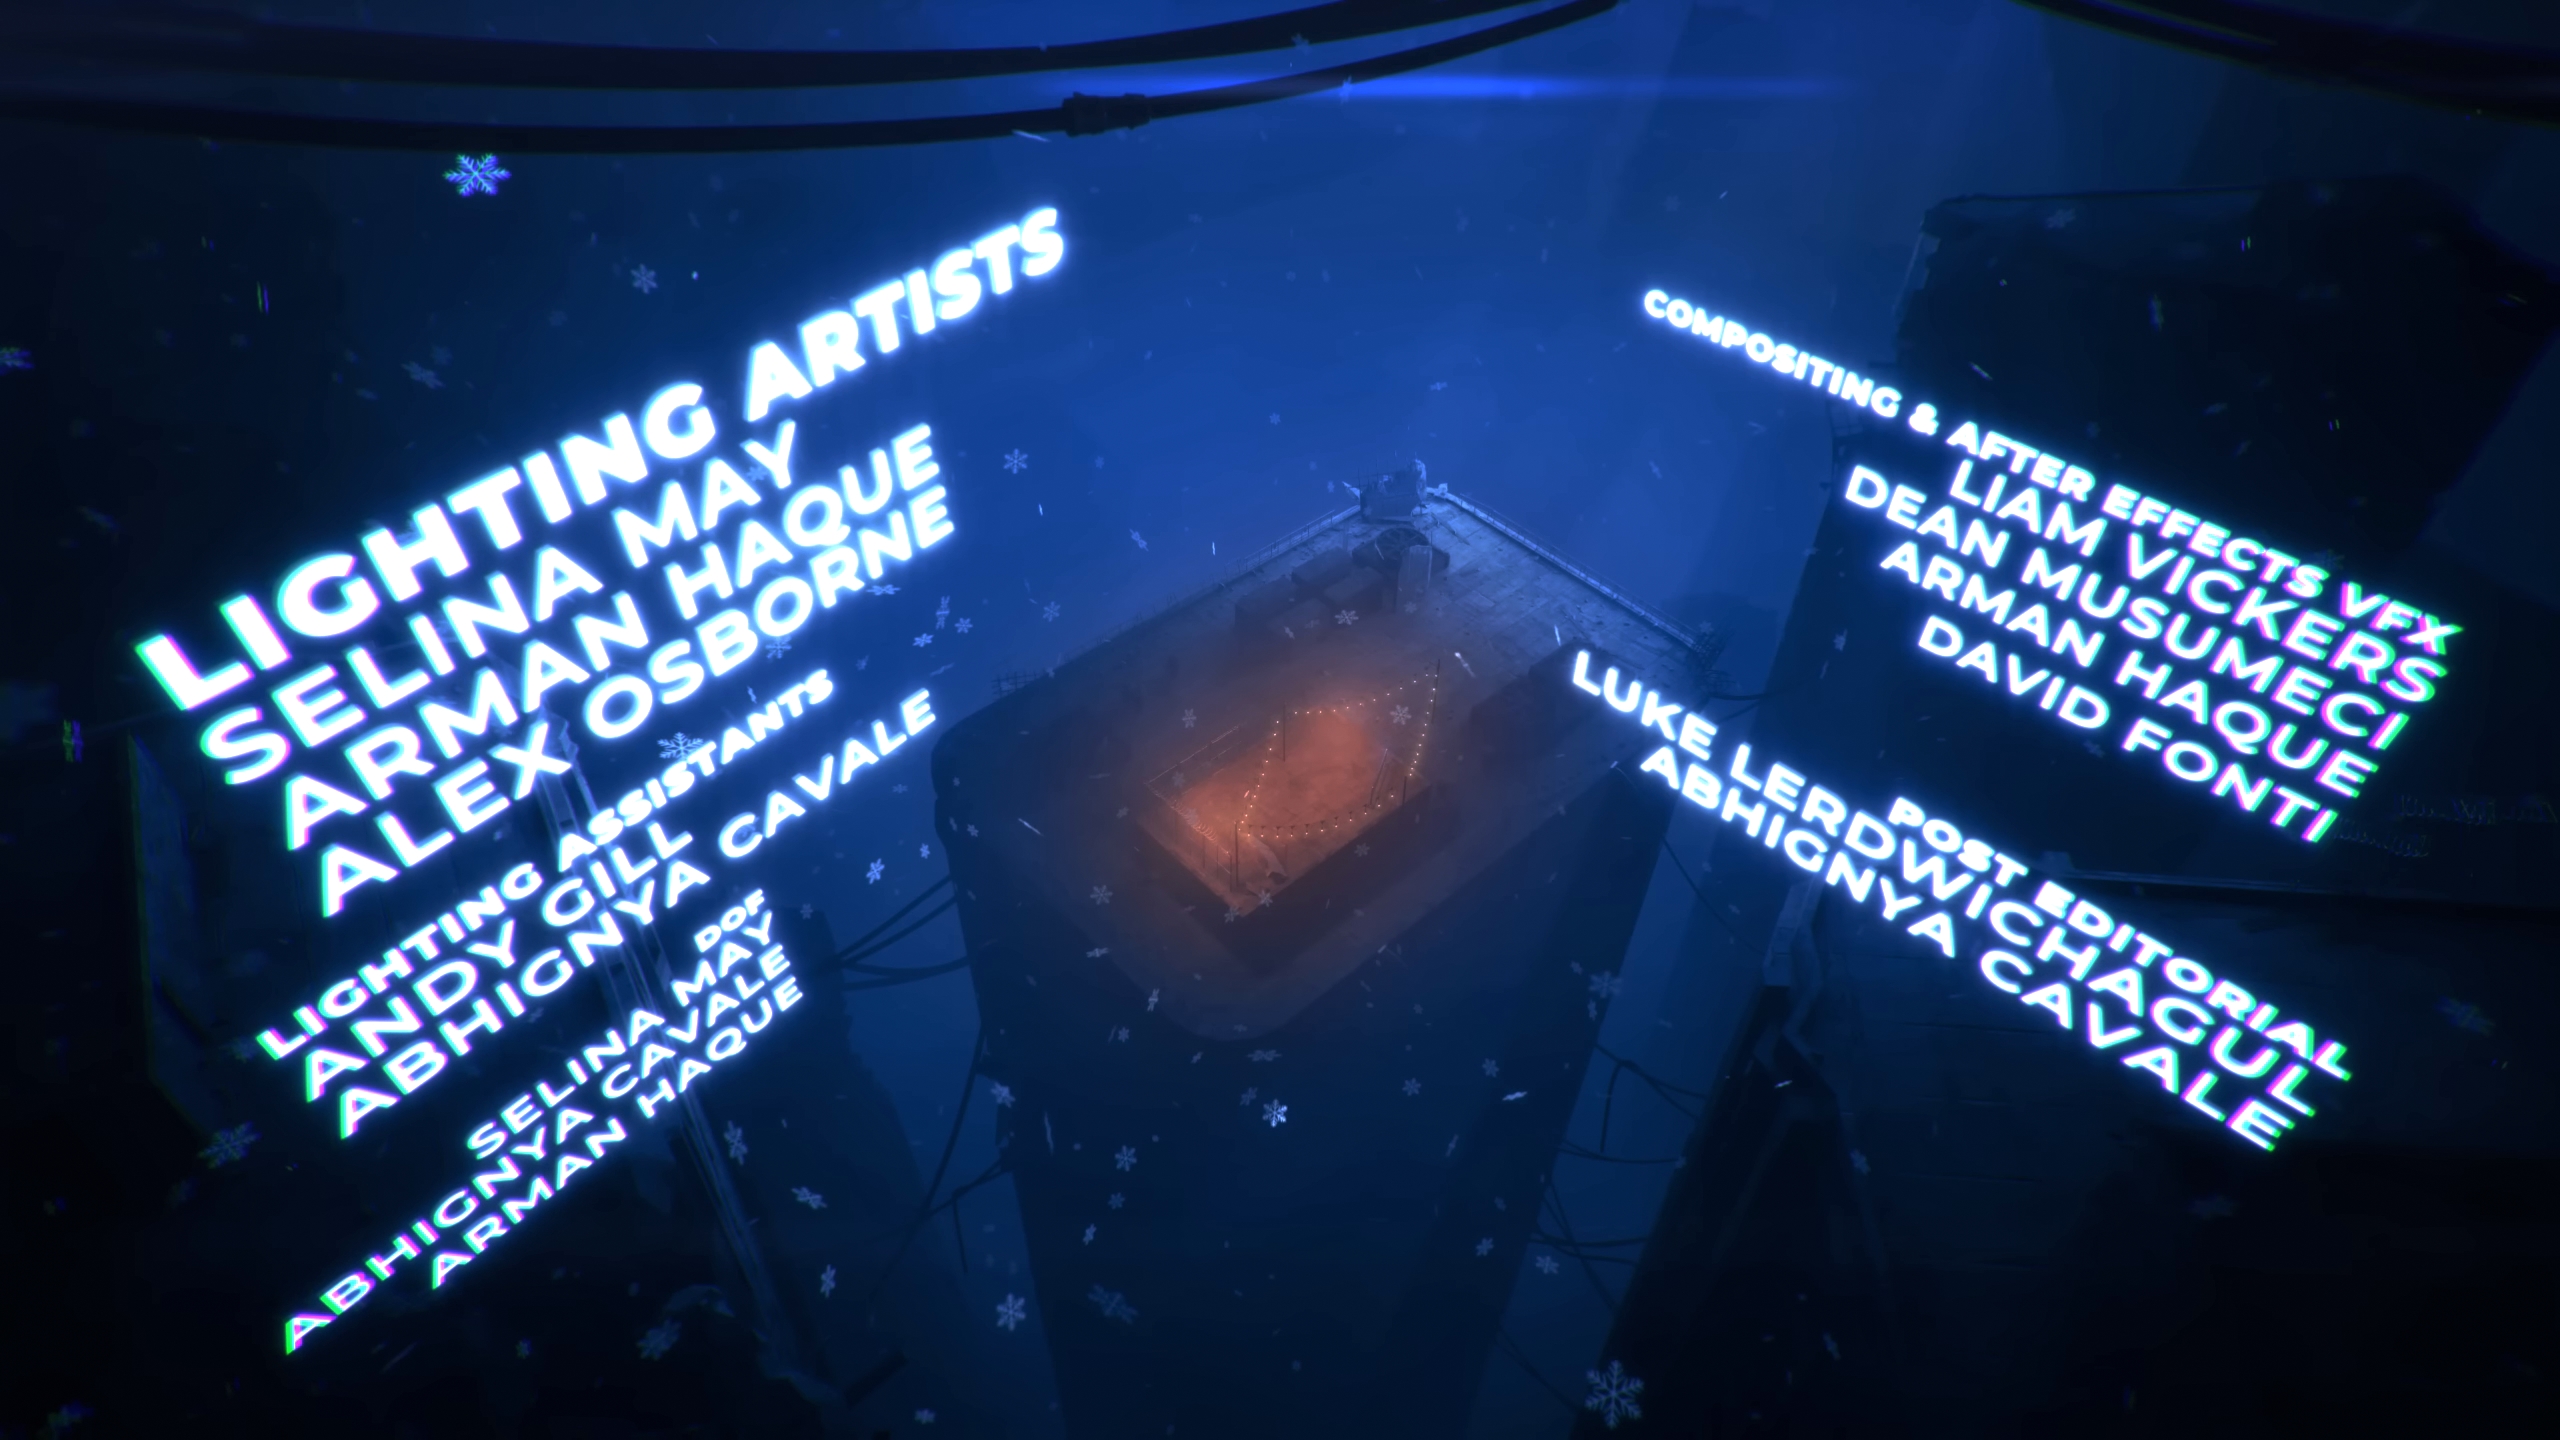 LIGHTING ARTISTS
SELINA MAY
ARMAN HAQUE
ALEX OSBORNE
LIGHTING ASSISTANTS
ANDY GILL
ABHIGNYA CAVALE
DOF
SELINA MAY
ABHIGNYA CAVALE
ARMAN HAQUE
COMPOSITING & AFTER EFFECTS VFX
LIAM VICKERS
DEAN MUSUMECI
ARMAN HAQUE
DAVID FONTI
POST EDITORIAL
LUKE LERDWICHAGUL
ABHIGNYA CAVALE